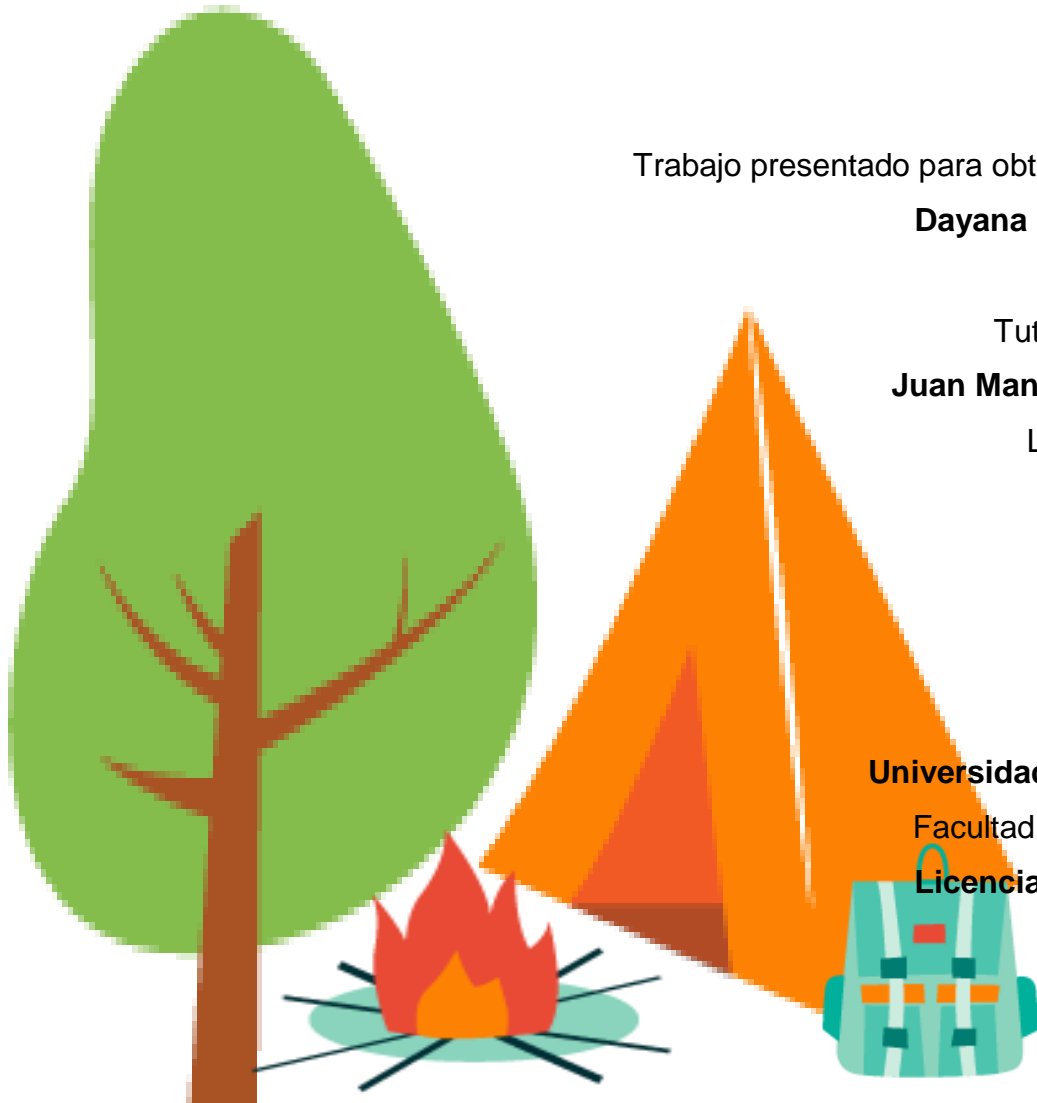 Trabajo presentado para obt
Dayana
Tut
Juan Man
L
Universidad
Facultad
Licencia